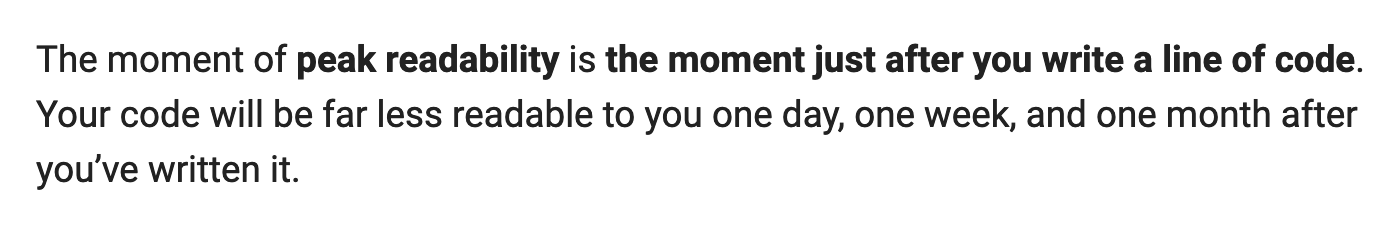 The moment of peak readability is the moment just after you write a line of code.
Your code will be far less readable to you one day, one week, and one month after
you’ve written it.